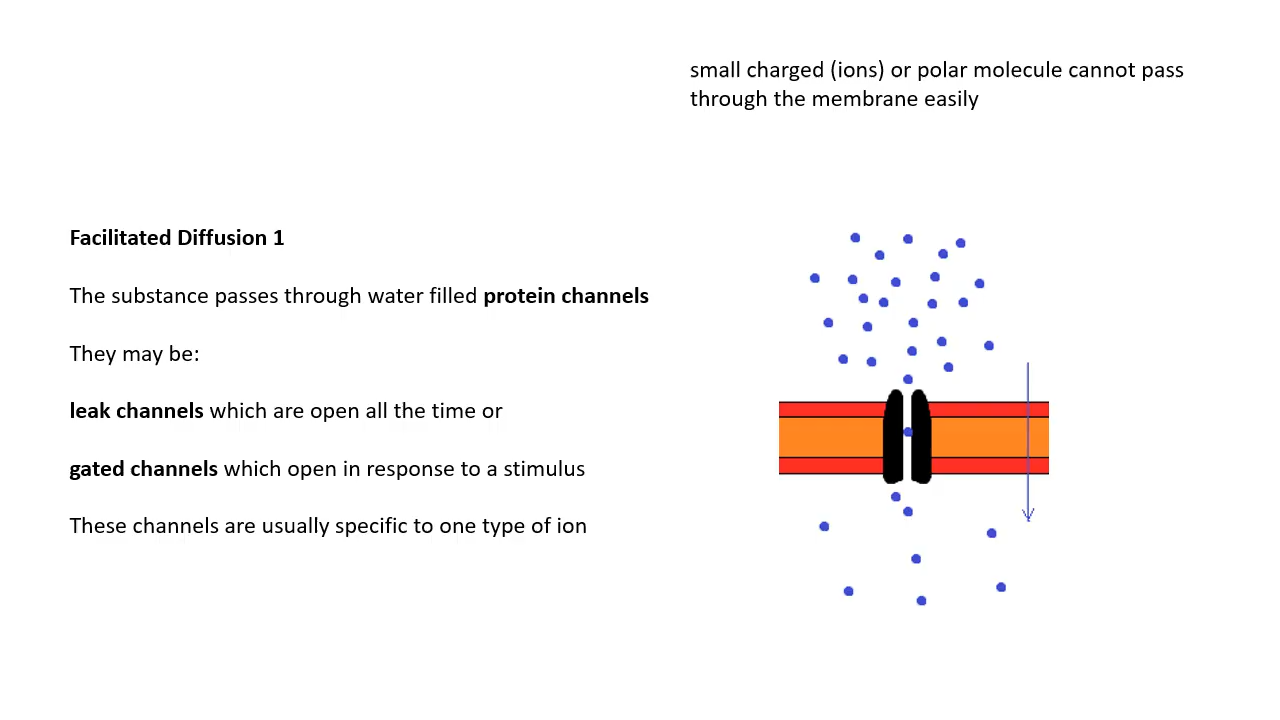 small charged (ions) or polar molecule cannot pass
through the membrane easily
Facilitated Diffusion 1
The substance passes through water filled protein channels
They may be:
leak channels which are open all the time or
gated channels which open in response to a stimulus
These channels are usually specific to one type of ion